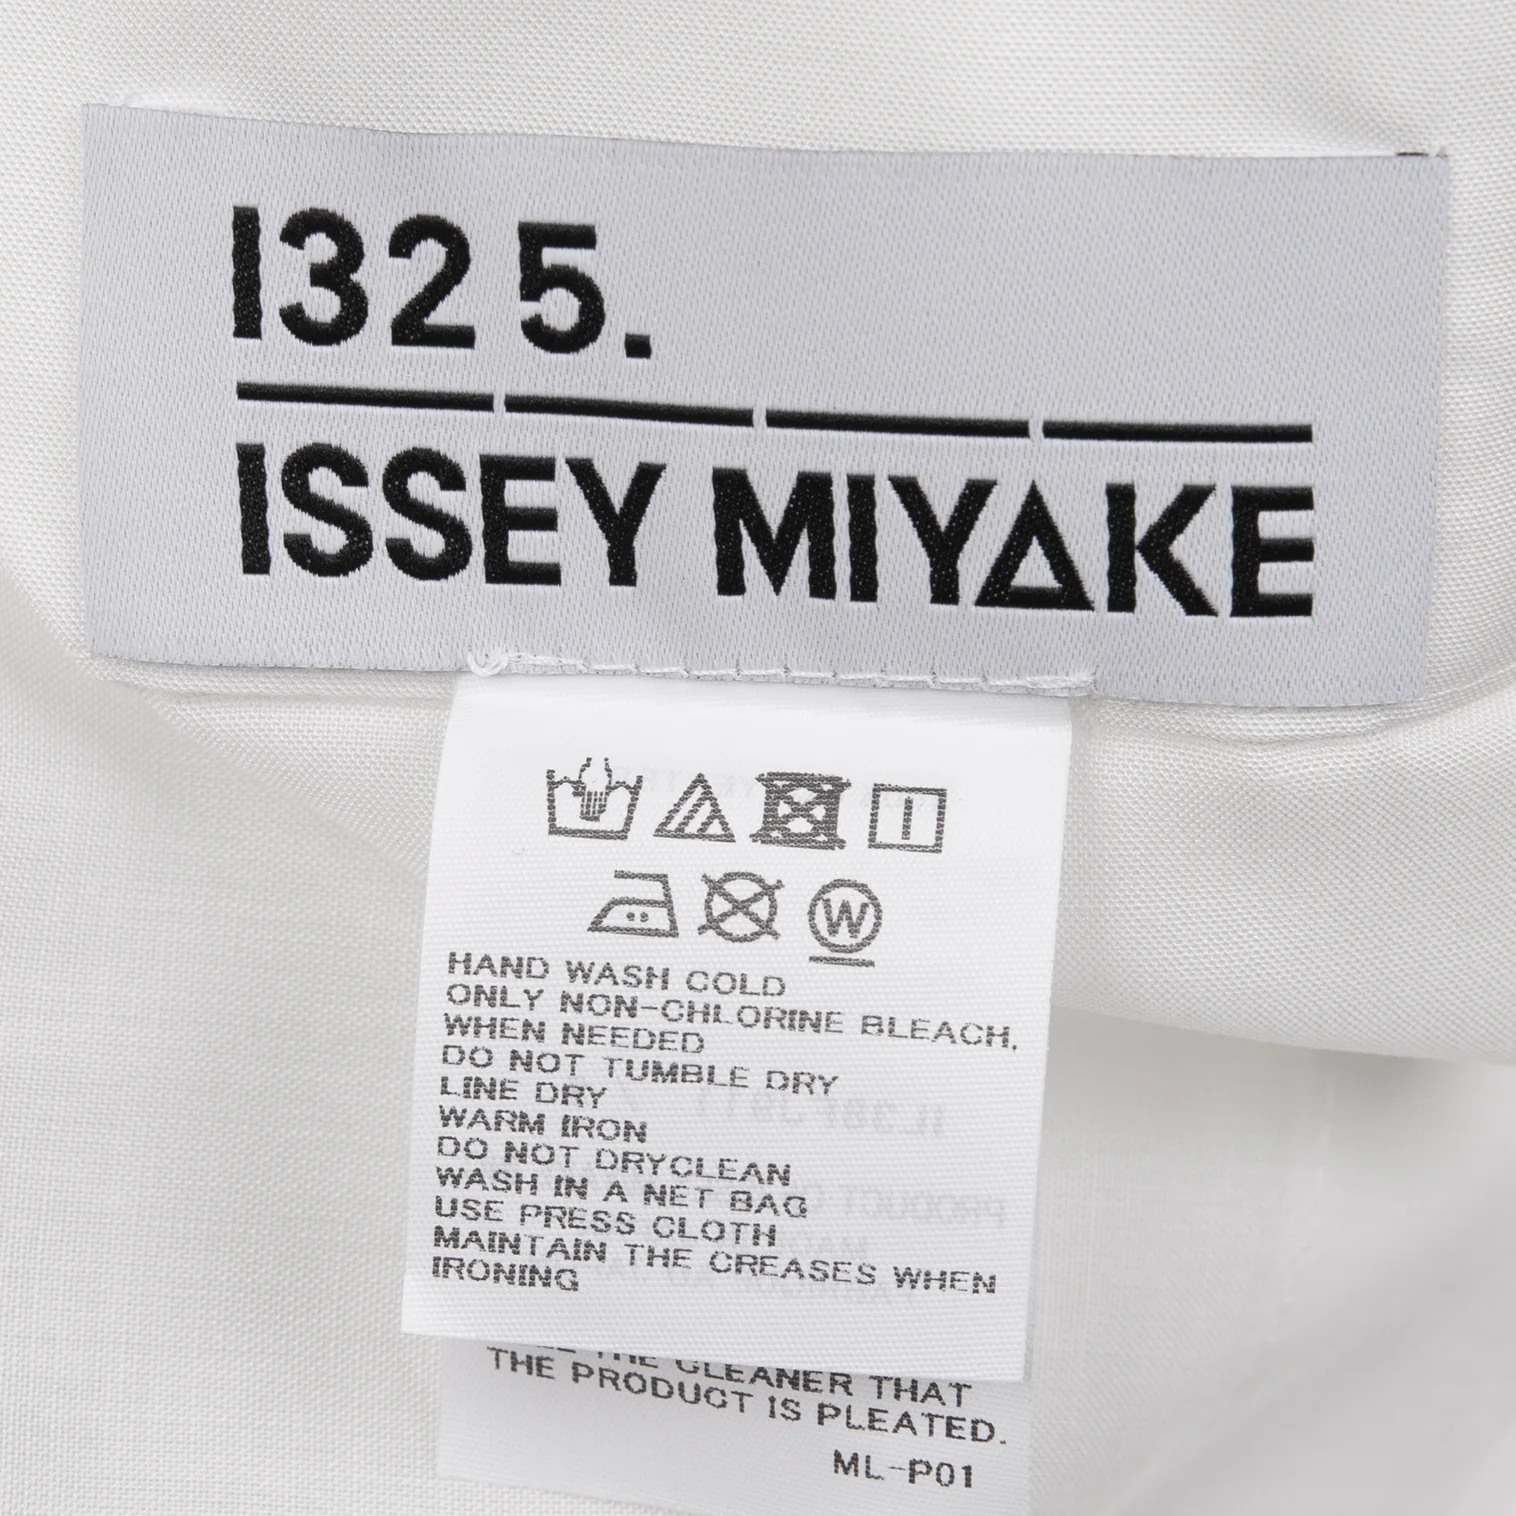 132 5.
ISSEY MIYAKE
W
HAND WASH COLD
ONLY NON-CHLORINE BLEACH,
WHEN NEEDED
DO NOT TUMBLE DRY
LINE DRY
WARM IRON
DO NOT DRYCLEAN
WASH IN A NET BAG
USE PRESS CLOTH
MAINTAIN THE CREASES WHEN
IRONING
THE CLEANER THAT
THE PRODUCT IS PLEATED.
ML-P01